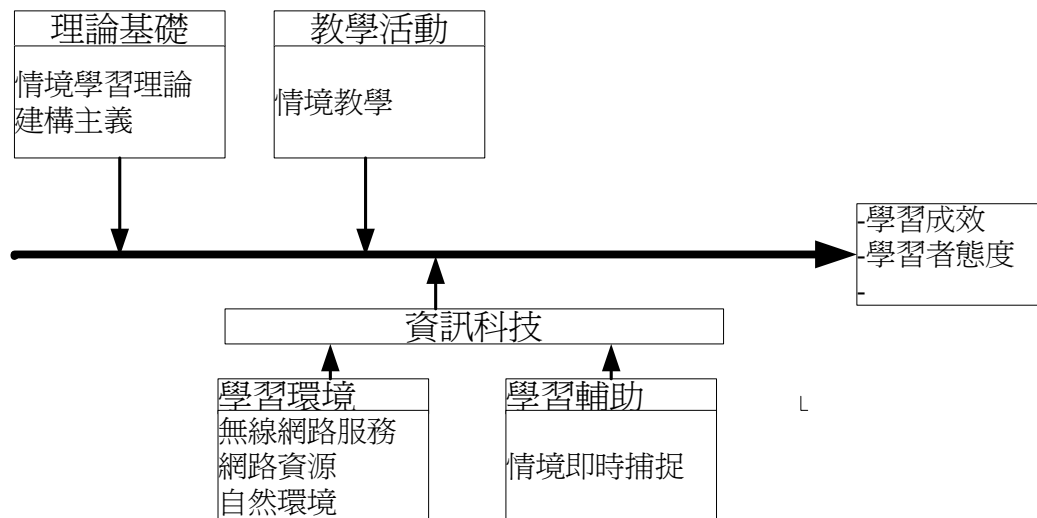 理論基礎
情境學習理論
建構主義
教學活動
情境教學
-學習成效
-學習者態度
-
資訊科技
學習環境
無線網路服務
網路資源
自然環境
學習輔助
情境即時捕捉